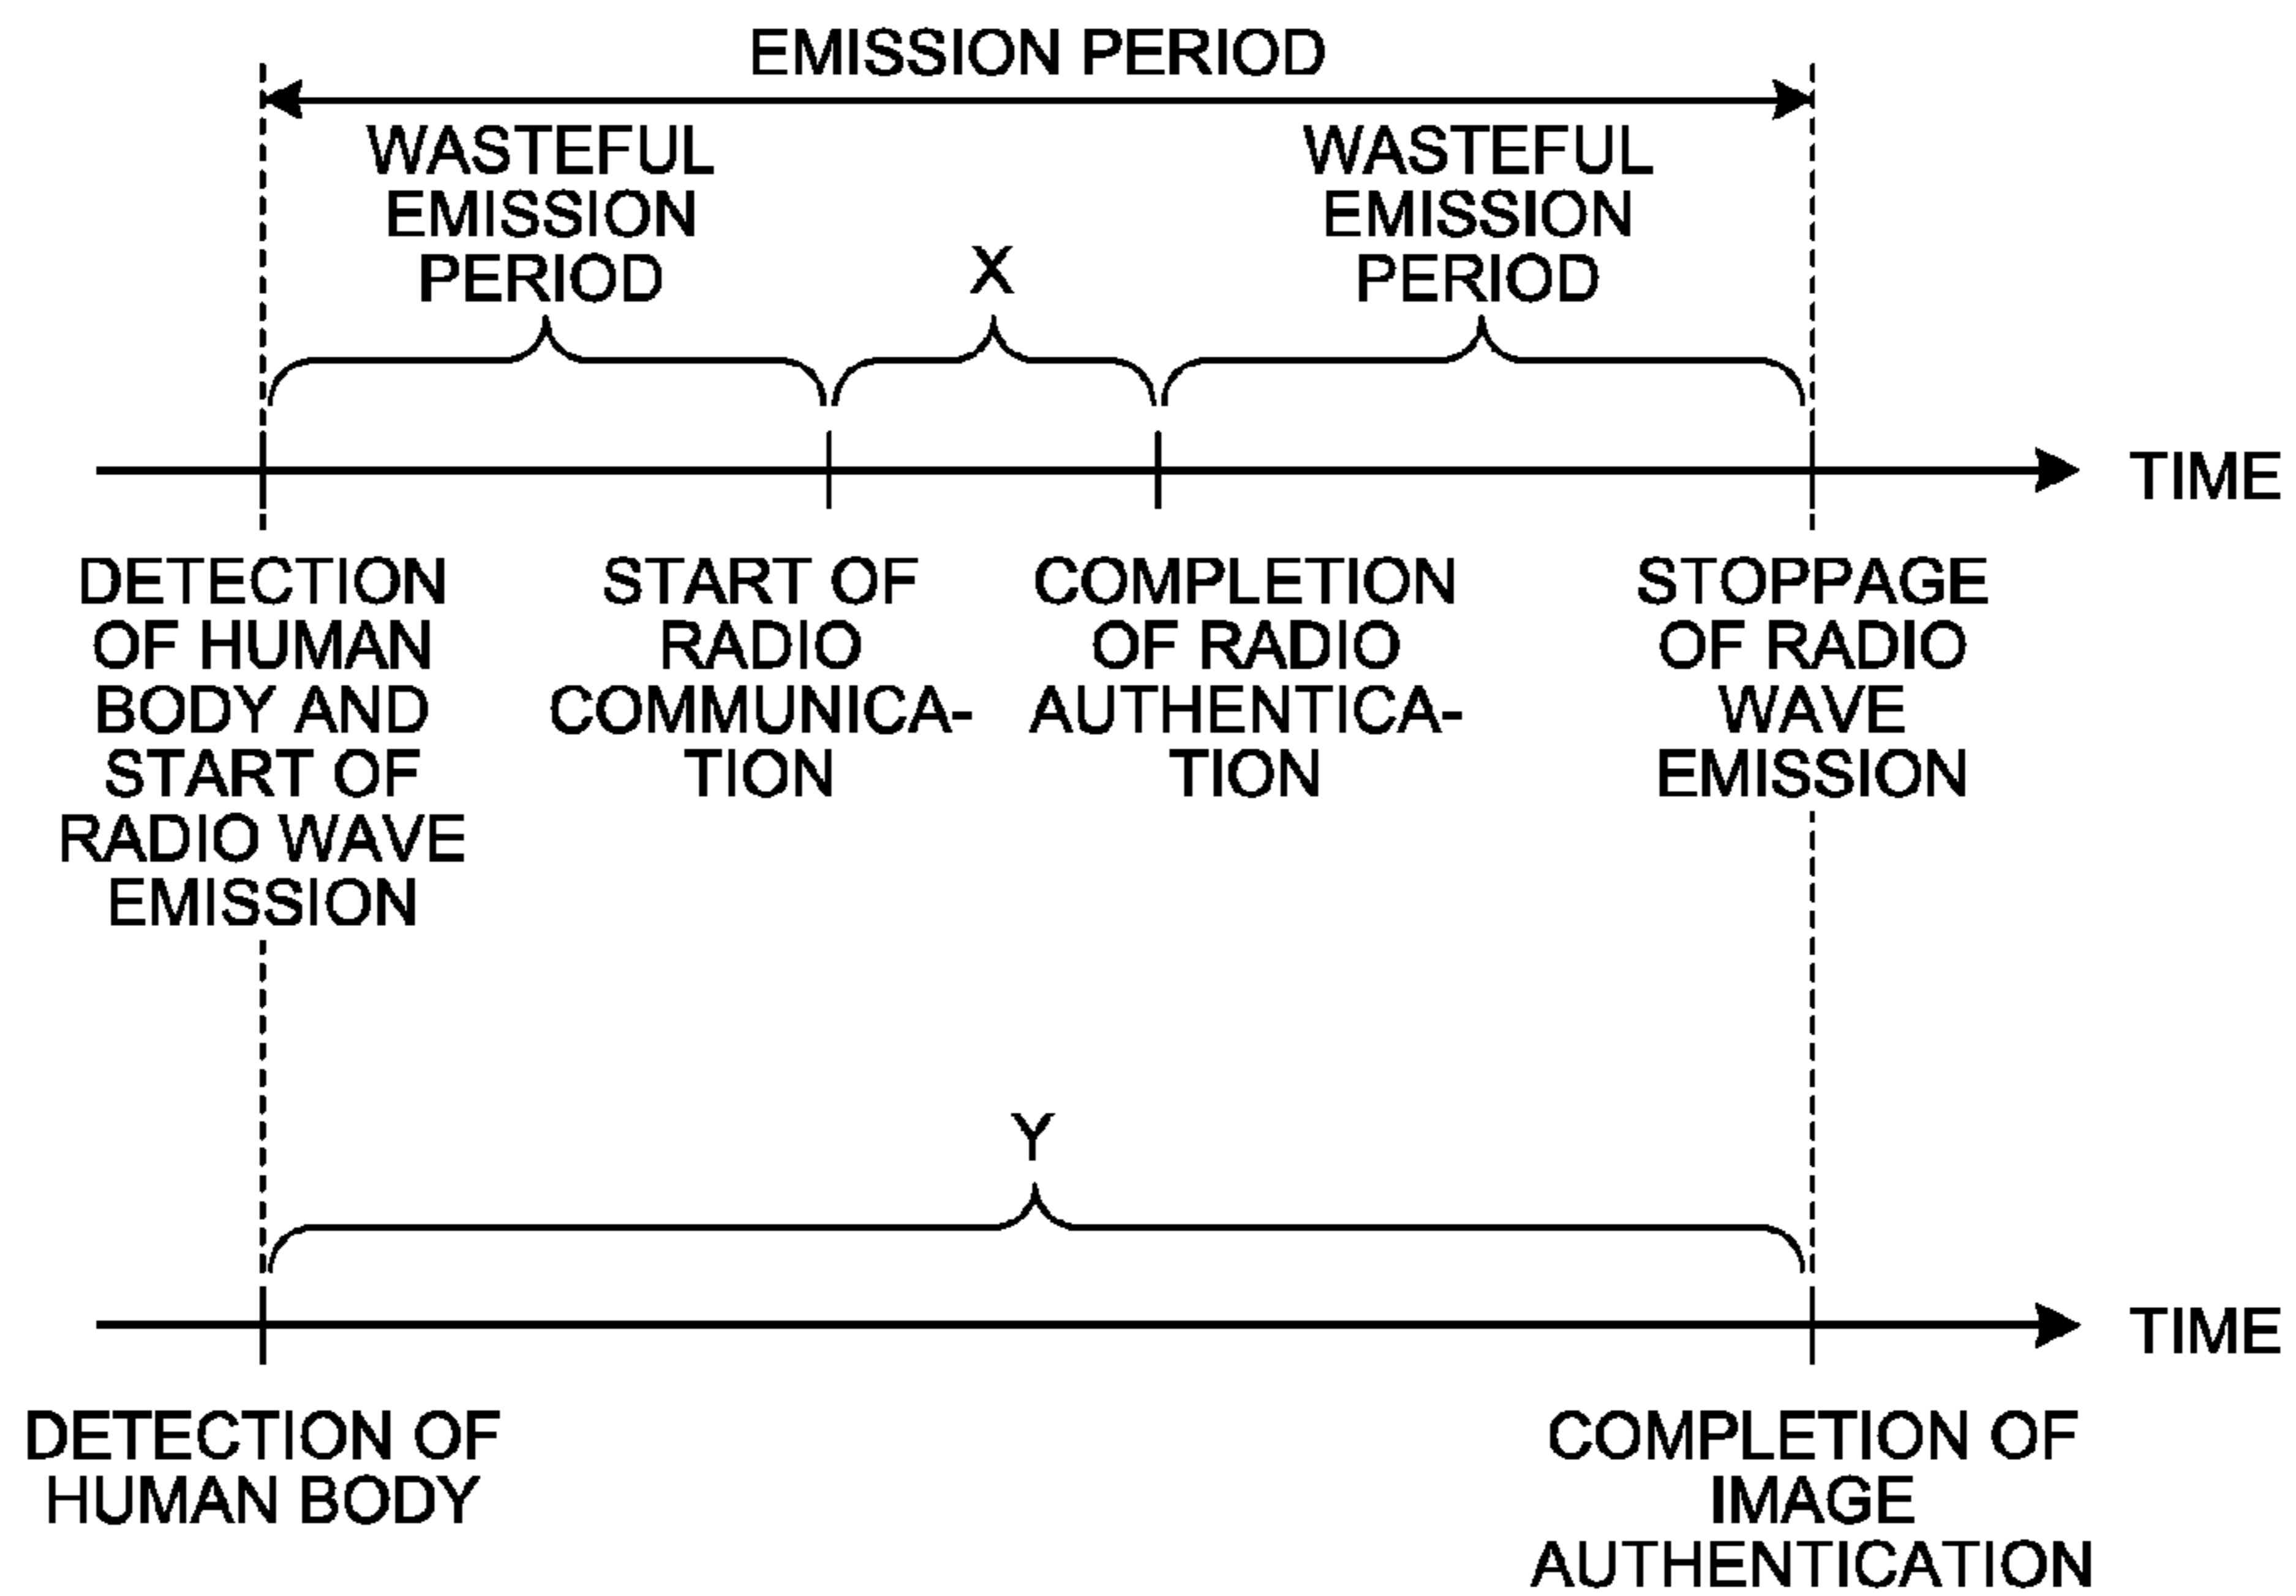 EMISSION PERIOD
WASTEFUL
EMISSION
PERIOD
X
WASTEFUL
EMISSION
PERIOD
TIME
DETECTION
OF HUMAN
BODY AND
START OF
RADIO WAVE
EMISSION
START OF
RADIO
COMMUNICA-
TION
COMPLETION
OF RADIO
AUTHENTICA-
TION
STOPPAGE
OF RADIO
WAVE
EMISSION
Y
TIME
DETECTION OF
HUMAN BODY
COMPLETION OF
IMAGE
AUTHENTICATION